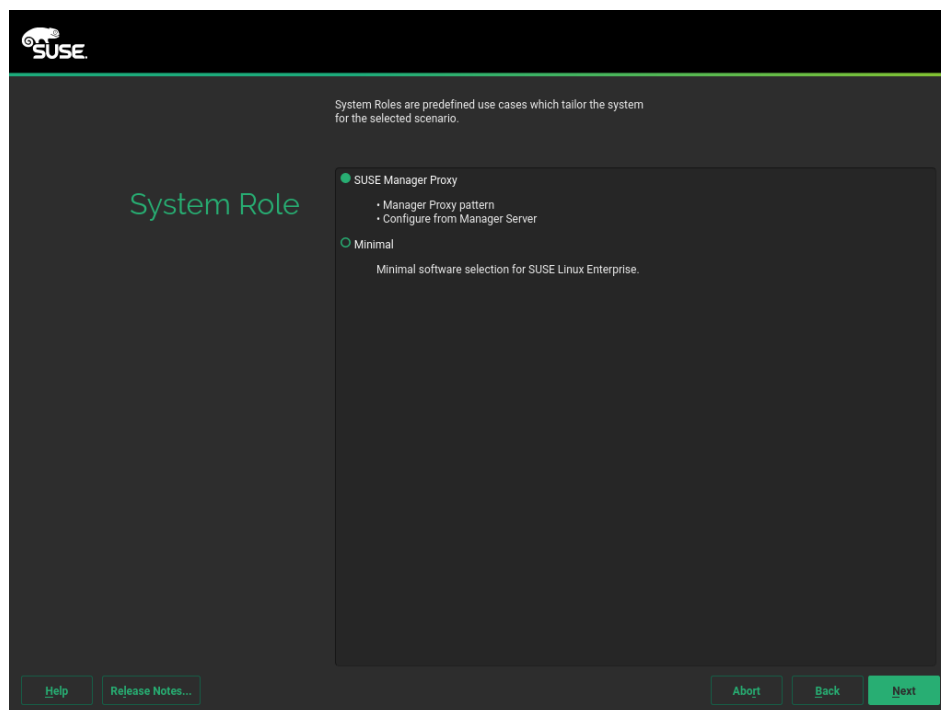 SUSE.
System Roles are predefined use cases which tailor the system
for the selected scenario.
System Role
SUSE Manager Proxy
• Manager Proxy pattern
• Configure from Manager Server
Minimal
Minimal software selection for SUSE Linux Enterprise.
Help
Release Notes...
Abort
Back
Next